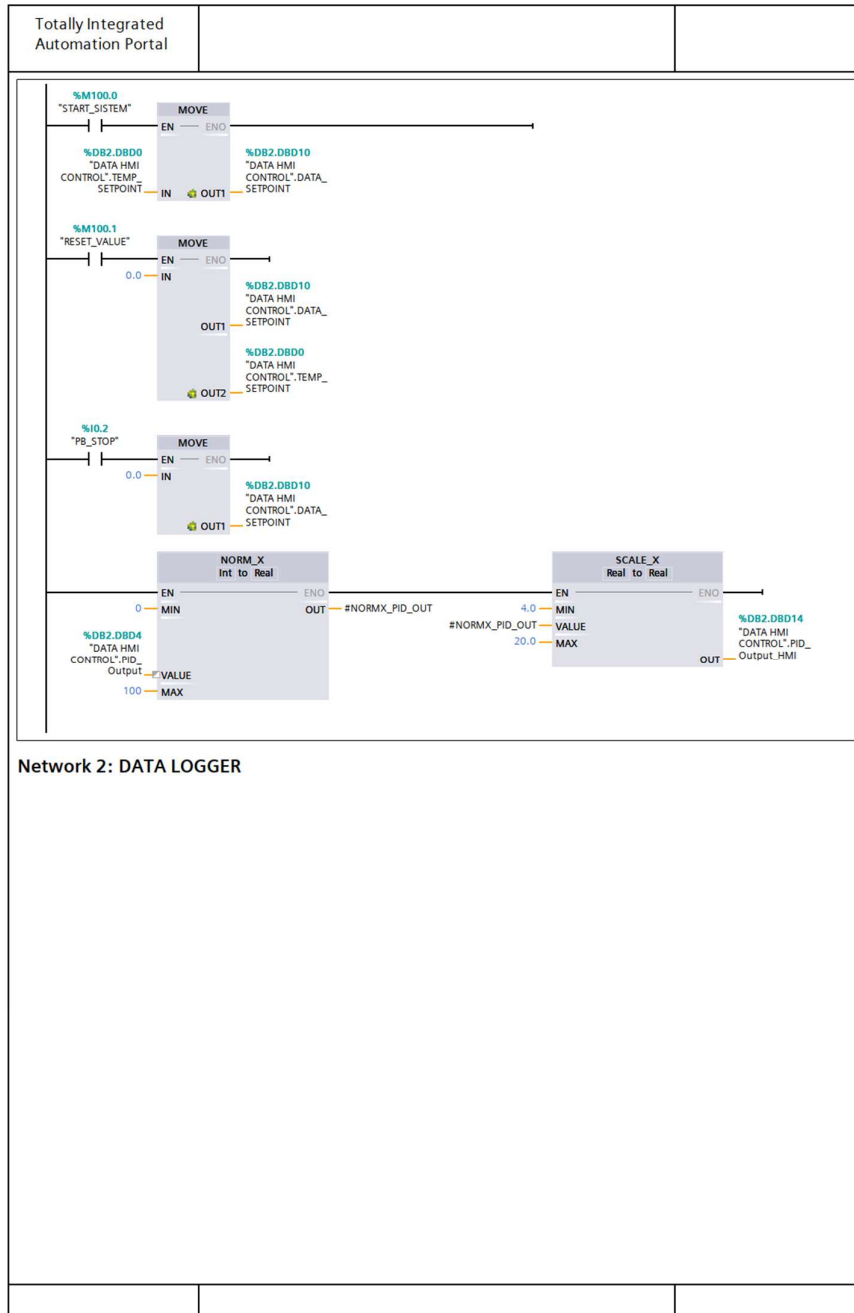 Totally Integrated
Automation Portal
%M100.0
"START_SISTEM"
MOVE
EN
ENO
%DB2.DBD0
"DATA HMI
CONTROL".TEMP_
SETPOINT
IN
OUT1
%DB2.DBD10
"DATA HMI
CONTROL".DATA_
SETPOINT
%M100.1
"RESET_VALUE"
MOVE
EN
ENO
0.0
IN
OUT1
%DB2.DBD10
"DATA HMI
CONTROL".DATA_
SETPOINT
OUT2
%DB2.DBD0
"DATA HMI
CONTROL".TEMP_
SETPOINT
%I0.2
"PB_STOP"
MOVE
EN
ENO
0.0
IN
OUT1
%DB2.DBD10
"DATA HMI
CONTROL".DATA_
SETPOINT
NORM_X
Int to Real
EN
ENO
0
MIN
OUT
#NORMX_PID_OUT
%DB2.DBD4
"DATA HMI
CONTROL".PID_
Output
VALUE
100
MAX
SCALE_X
Real to Real
EN
ENO
4.0
MIN
#NORMX_PID_OUT
VALUE
20.0
MAX
OUT
%DB2.DBD14
"DATA HMI
CONTROL".PID_
Output_HMI
Network 2: DATA LOGGER